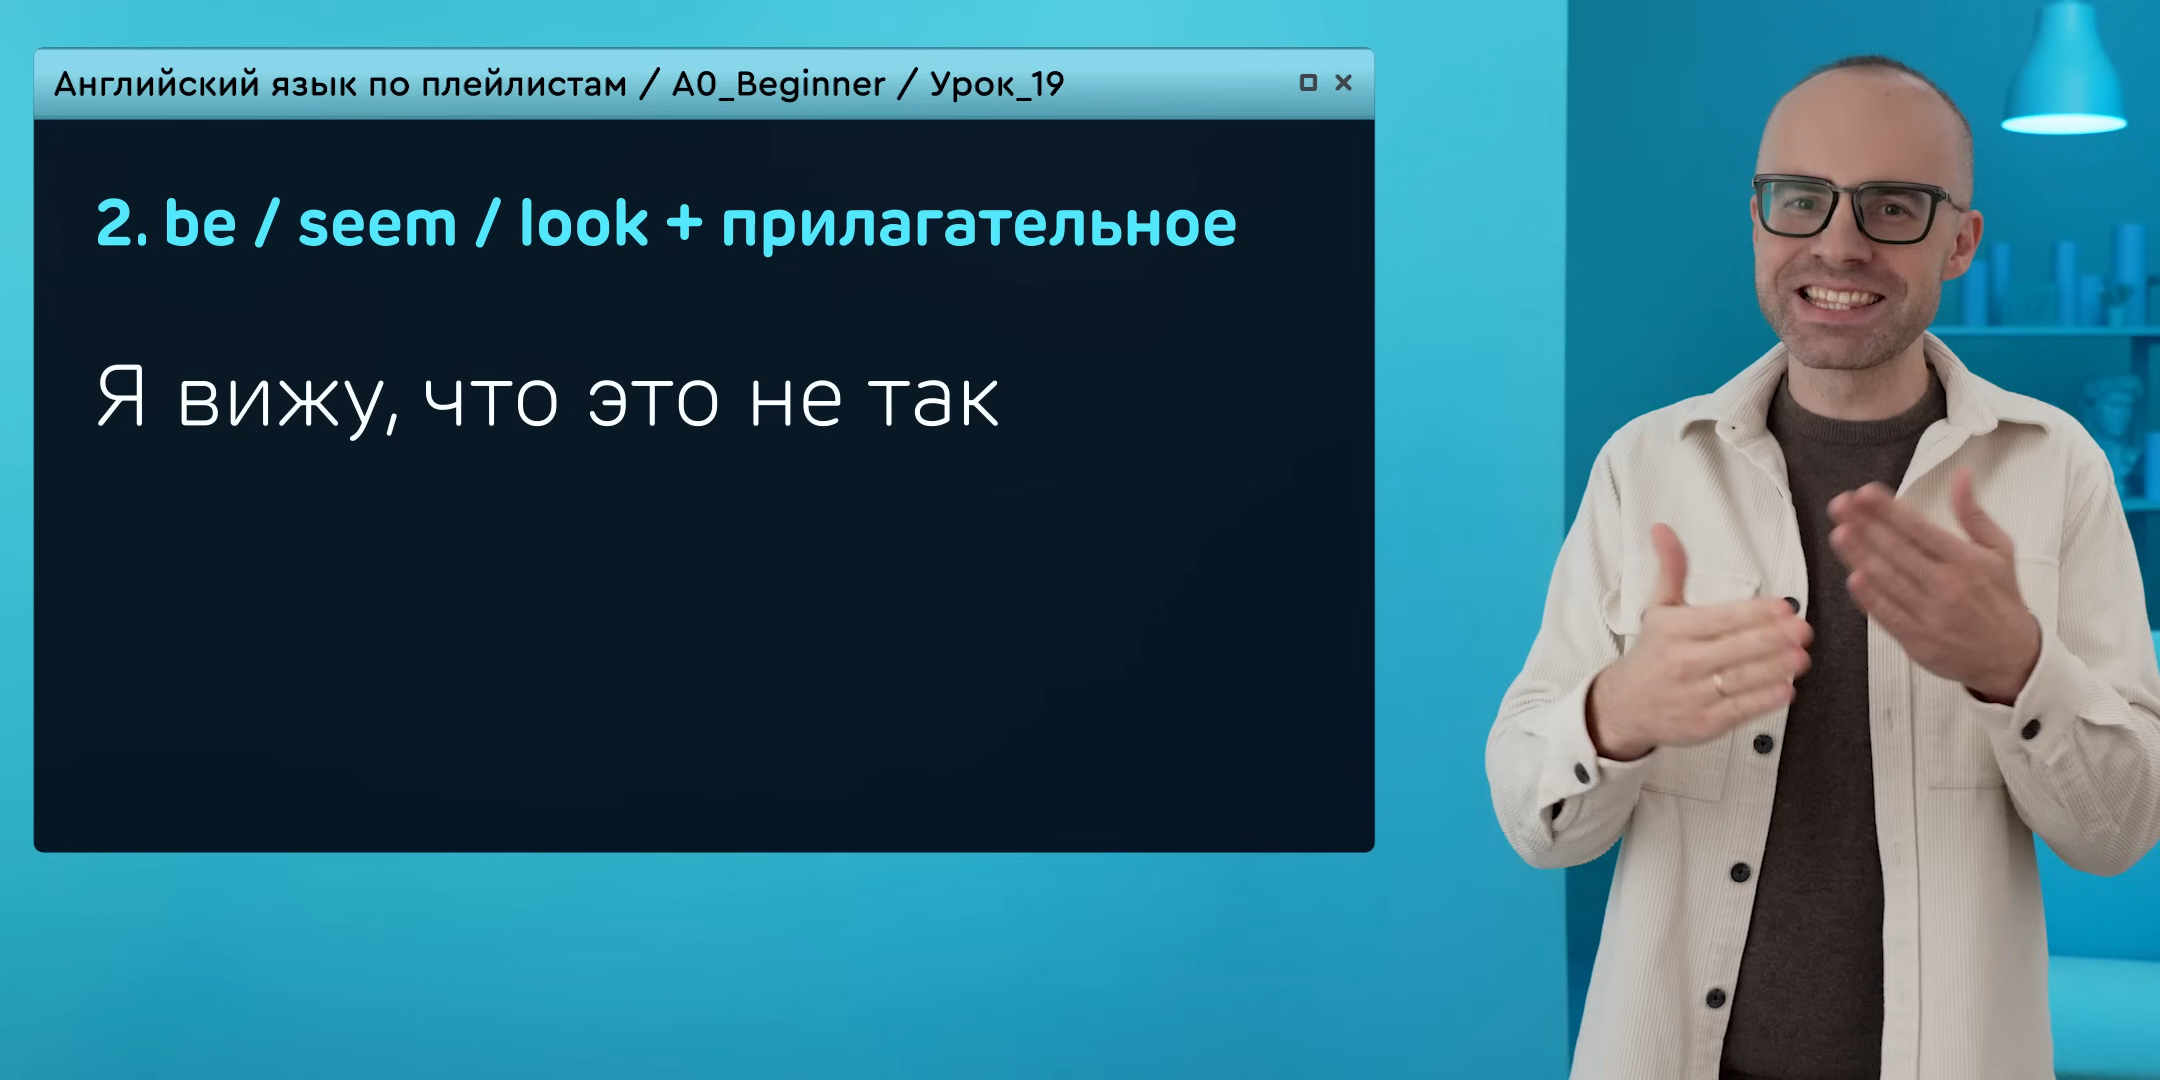 Английский язык по плейлистам / A0_Beginner / Урок_19
2. be / seem / look + прилагательное
Я вижу, что это не так